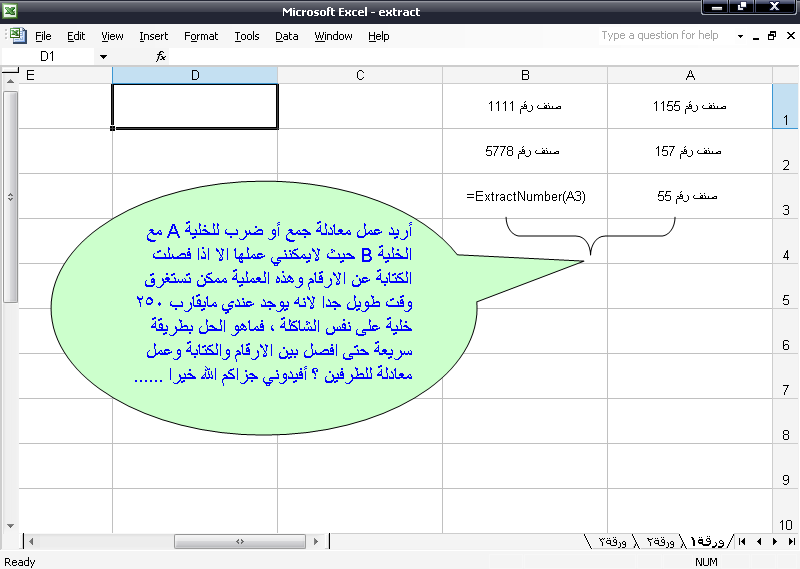 Microsoft Excel - extract
File Edit View Insert Format Tools Data Window Help
Type a question for help
D1
fx
E D C B A
صنف رقم 1111
صنف رقم 1155
1
صنف رقم 5778
صنف رقم 157
2
=ExtractNumber(A3)
صنف رقم 55
3
أريد عمل معادلة جمع أو ضرب للخلية A مع
الخلية B حيث لايمكنني عملها الا اذا فصلت
الكتابة عن الارقام وهذه العملية ممكن تستغرق
وقت طويل جدا لانه يوجد عندي مايقارب ٢٥٠
خلية على نفس الشاكلة ، فماهو الحل بطريقة
سريعة حتى افصل بين الارقام والكتابة وعمل
معادلة للطرفين ؟ أفيدوني جزاكم الله خيرا ......
4
5
6
7
8
9
10
ورقة١ ورقة٢ ورقة٣
Ready
NUM